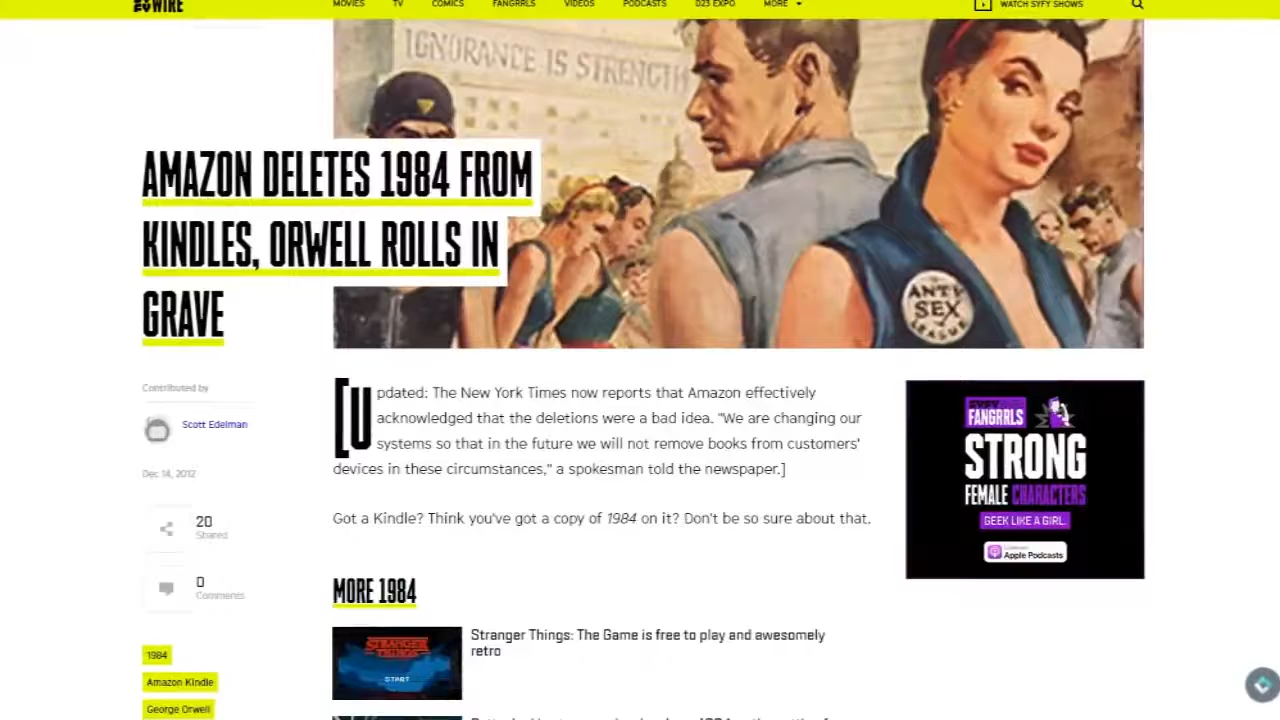 WIRE
MOVIES TV COMICS FANGRRLS VIDEOS PODCASTS D23 EXPO MORE WATCH SYFY SHOWS
IGNORANCE IS STRENGTH
AMAZON DELETES 1984 FROM
KINDLES, ORWELL ROLLS IN
GRAVE
ANTI
SEX
LEAGUE
Contributed by
Scott Edelman
Dec 14, 2012
20
Shared
0
Comments
1984
Amazon Kindle
George Orwell
[Updated: The New York Times now reports that Amazon effectively
acknowledged that the deletions were a bad idea. "We are changing our
systems so that in the future we will not remove books from customers'
devices in these circumstances," a spokesman told the newspaper.]
Got a Kindle? Think you've got a copy of 1984 on it? Don't be so sure about that.
MORE 1984
STRANGER
THINGS
START
Stranger Things: The Game is free to play and awesomely
retro
SYFY
FANGRRLS
STRONG
FEMALE CHARACTERS
GEEK LIKE A GIRL.
Apple Podcasts